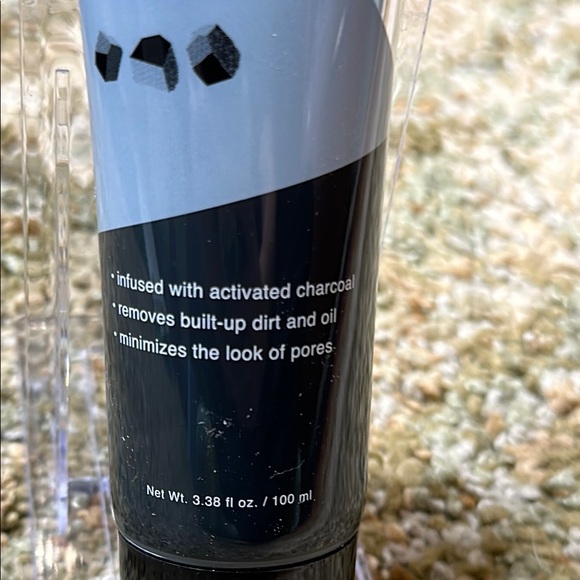 • infused with activated charcoal
• removes built-up dirt and oil
• minimizes the look of pores.
Net Wt. 3.38 fl oz. / 100 ml